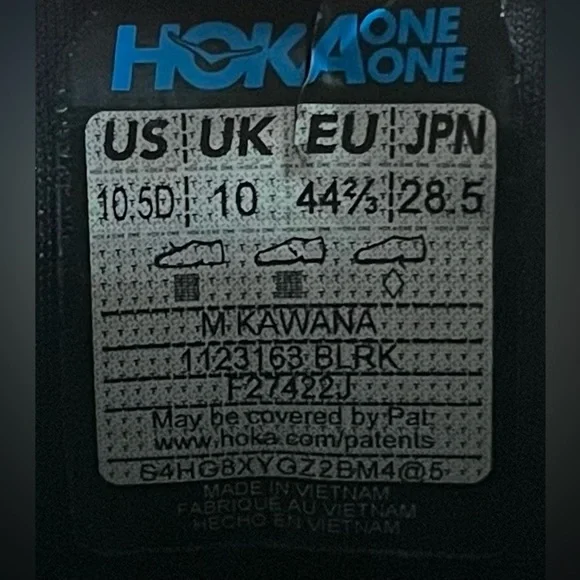 HOKA ONE ONE
US UK EU JPN
10.5D 10 44⅔ 28.5
M KAWANA
1123163 BLRK
F27422J
May be covered by Pat.
www.hoka.com/patents
S4HG8XYGZ2BM4@5
MADE IN VIETNAM
FABRIQUÉ AU VIETNAM
HECHO EN VIETNAM